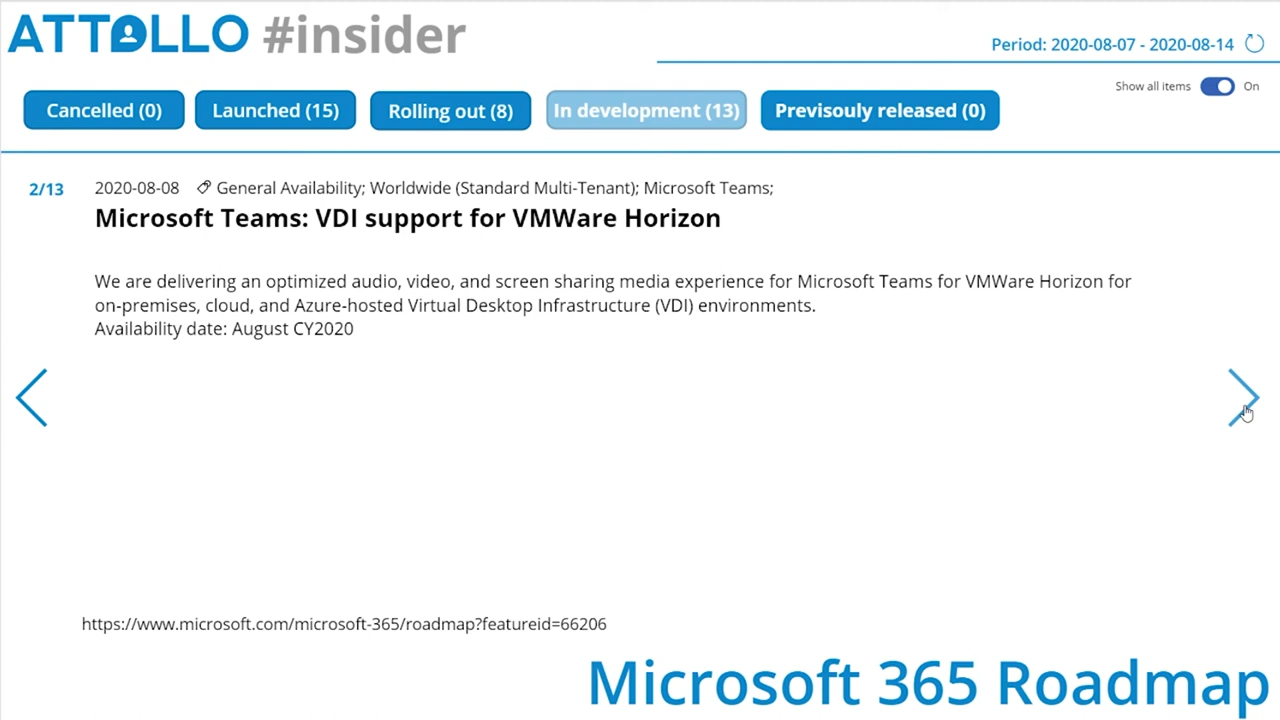 ATTOLLO #insider
Period: 2020-08-07 - 2020-08-14
Show all items On
Cancelled (0) Launched (15) Rolling out (8) In development (13) Previsouly released (0)
2/13 2020-08-08 General Availability; Worldwide (Standard Multi-Tenant); Microsoft Teams;
Microsoft Teams: VDI support for VMWare Horizon
We are delivering an optimized audio, video, and screen sharing media experience for Microsoft Teams for VMWare Horizon for
on-premises, cloud, and Azure-hosted Virtual Desktop Infrastructure (VDI) environments.
Availability date: August CY2020
https://www.microsoft.com/microsoft-365/roadmap?featureid=66206
Microsoft 365 Roadmap